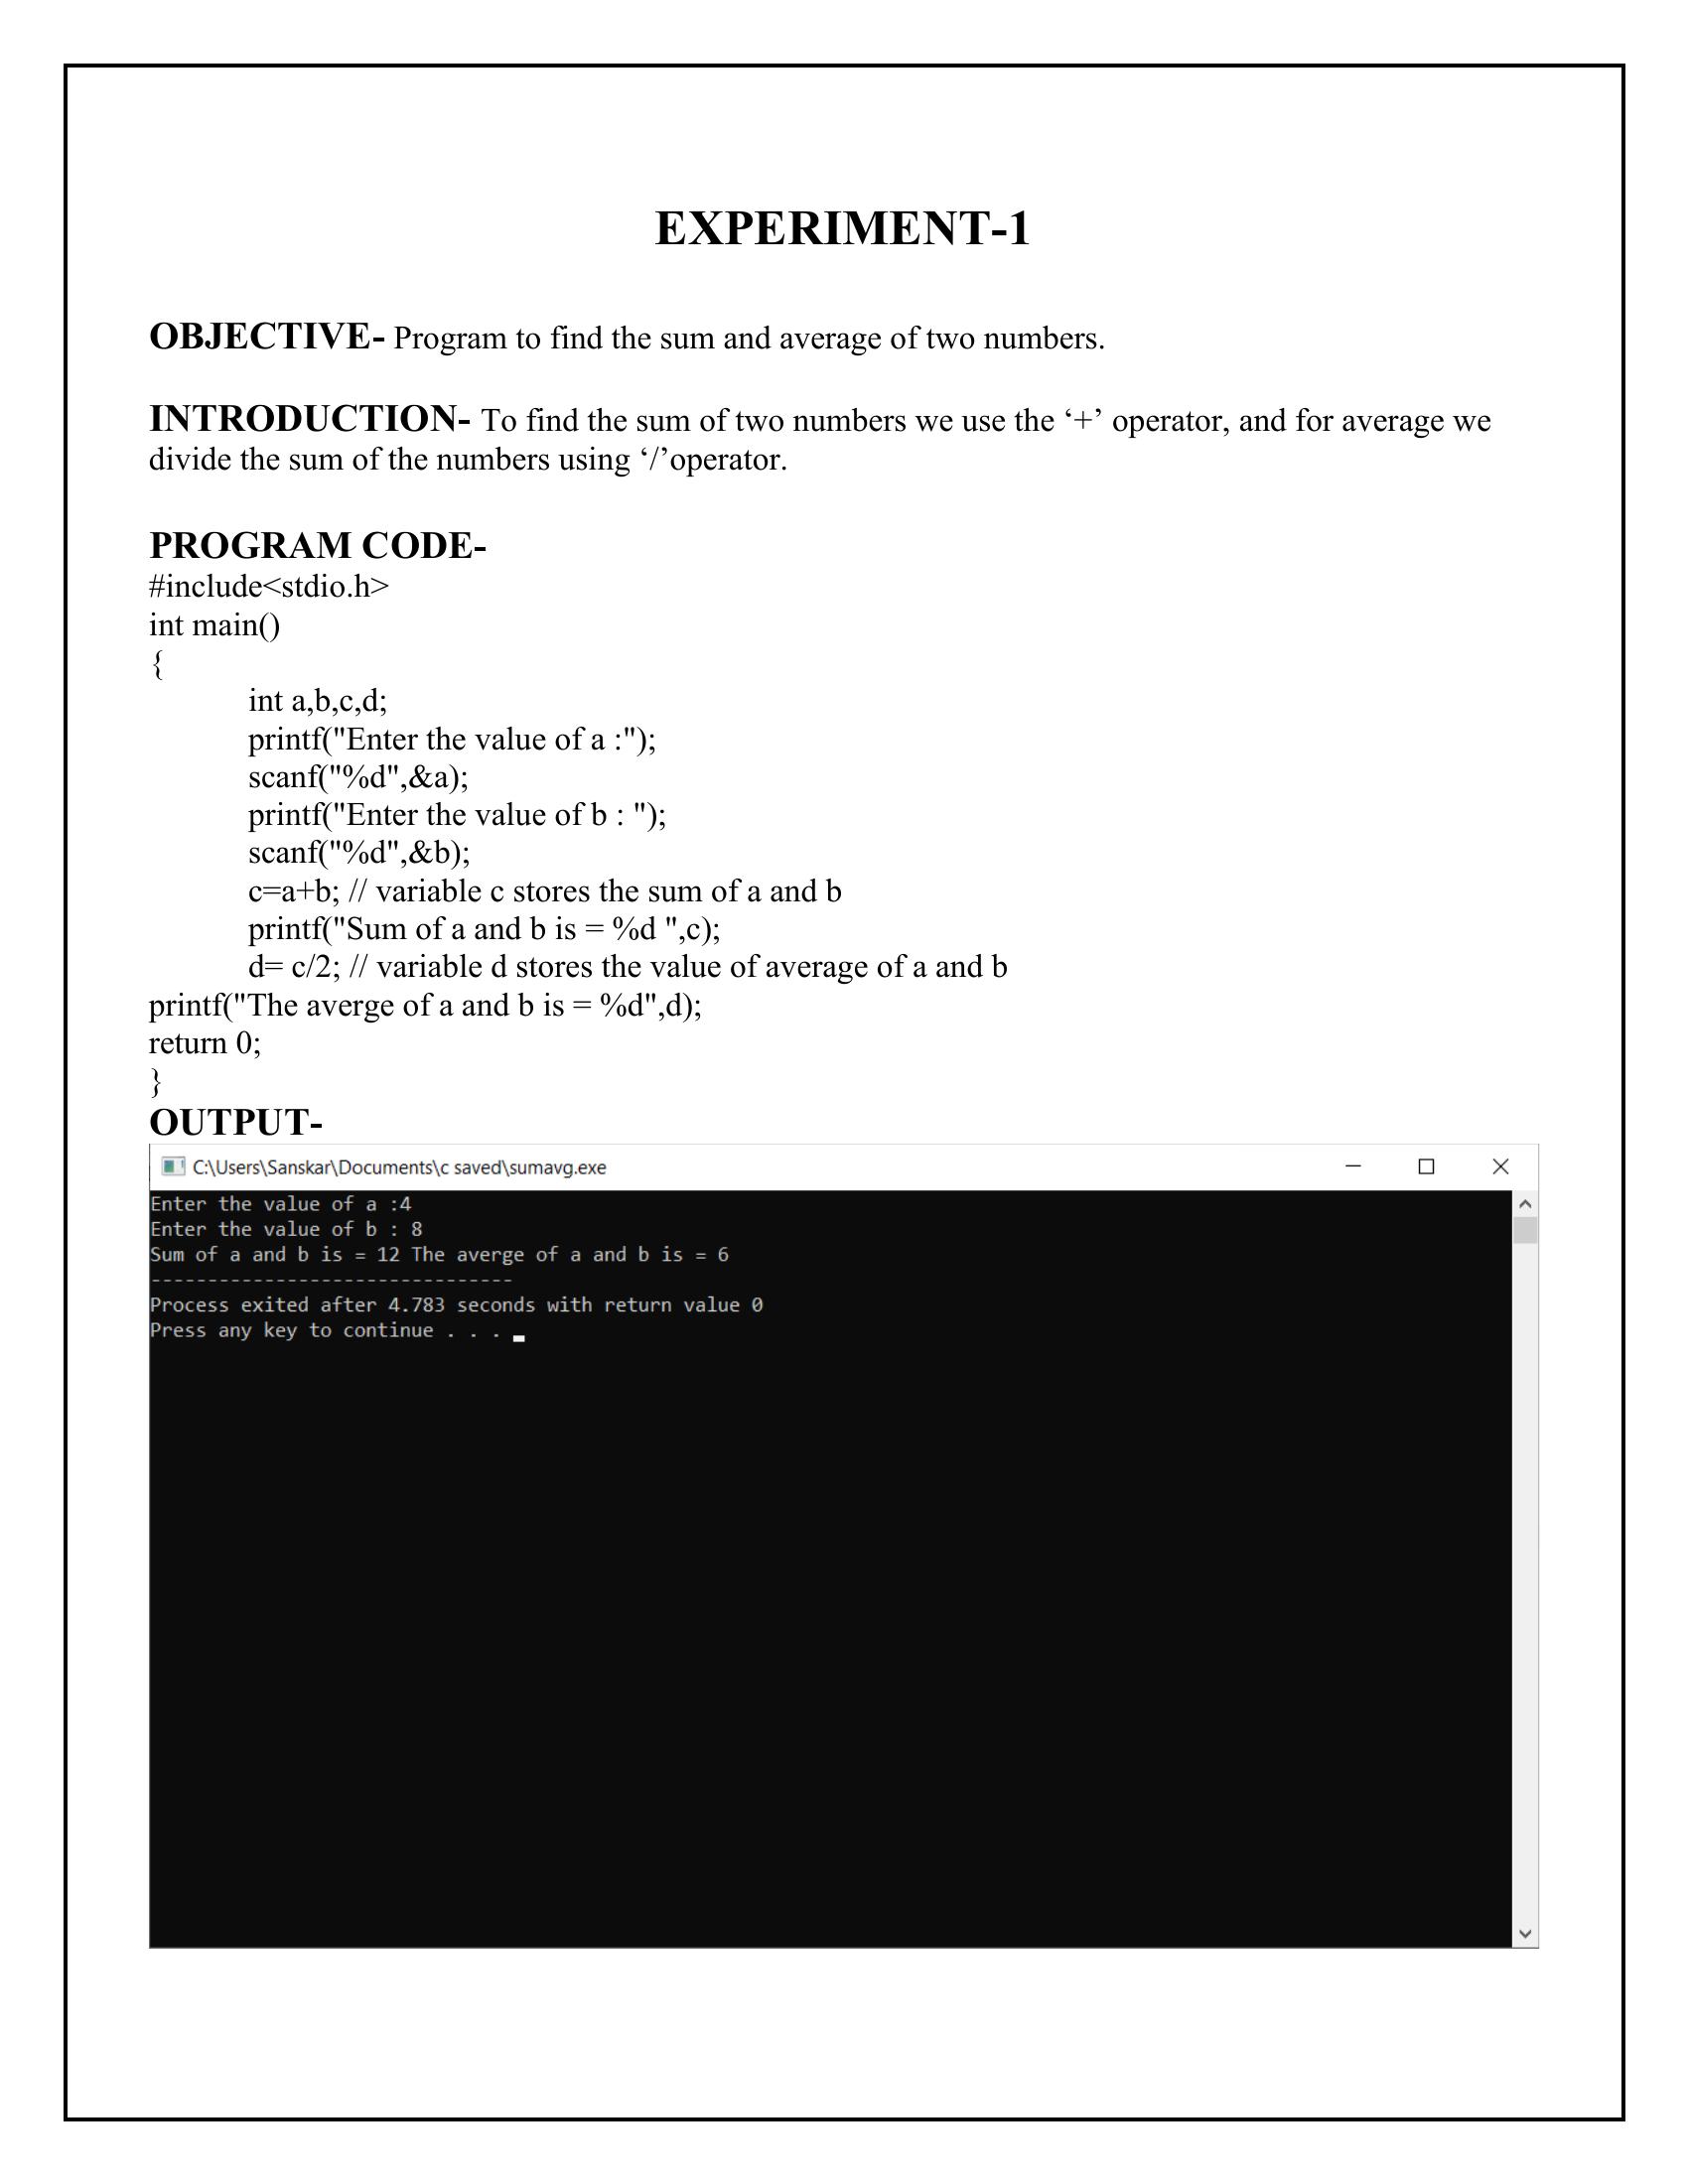 EXPERIMENT-1
OBJECTIVE- Program to find the sum and average of two numbers.
INTRODUCTION- To find the sum of two numbers we use the ‘+’ operator, and for average we
divide the sum of the numbers using ‘/’operator.
PROGRAM CODE-
#include<stdio.h>
int main()
{
int a,b,c,d;
printf("Enter the value of a :");
scanf("%d",&a);
printf("Enter the value of b : ");
scanf("%d",&b);
c=a+b; // variable c stores the sum of a and b
printf("Sum of a and b is = %d ",c);
d= c/2; // variable d stores the value of average of a and b
printf("The averge of a and b is = %d",d);
return 0;
}
OUTPUT-
C:\Users\Sanskar\Documents\c saved\sumavg.exe
Enter the value of a :4
Enter the value of b : 8
Sum of a and b is = 12 The averge of a and b is = 6
--------------------------------
Process exited after 4.783 seconds with return value 0
Press any key to continue . . .